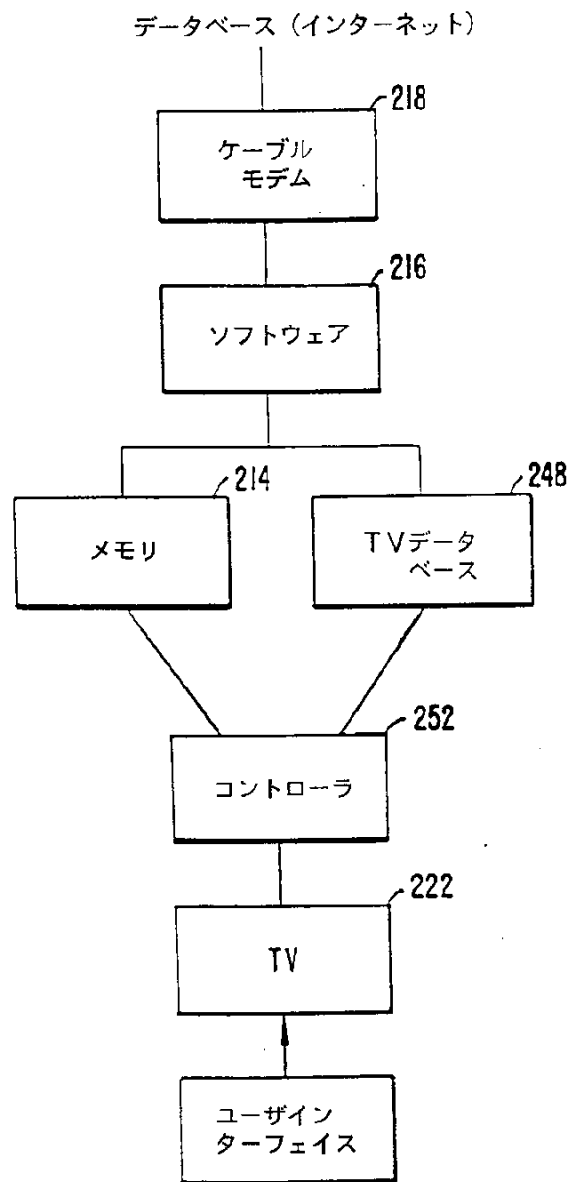 データベース（インターネット）
218
ケーブル
モデム
216
ソフトウェア
214
メモリ
248
TVデータ
ベース
252
コントローラ
222
TV
ユーザイン
ターフェイス